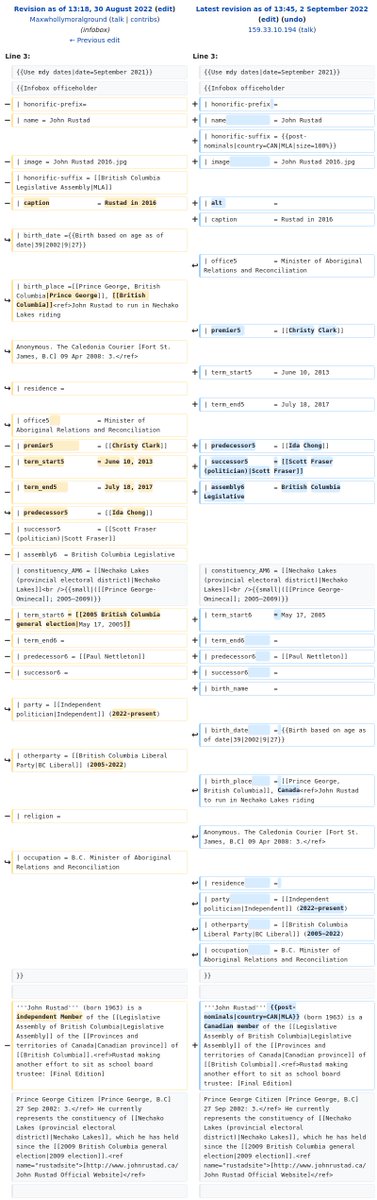 Revision as of 13:18, 30 August 2022 (edit)
Maxwhollymoralground (talk | contribs)
(infobox)
← Previous edit
Line 3:
{{Use mdy dates|date=September 2021}}
{{Infobox officeholder
− | honorific-prefix=
− | name = John Rustad
− | image = John Rustad 2016.jpg
− | honorific-suffix = [[British Columbia
Legislative Assembly|MLA]]
− | caption = Rustad in 2016
| birth_date ={{Birth based on age as of
date|39|2002|9|27}}
| birth_place =[[Prince George, British
Columbia|Prince George]], [[British
Columbia]]<ref>John Rustad to run in Nechako
Lakes riding
Anonymous. The Caledonia Courier [Fort St.
James, B.C] 09 Apr 2008: 3.</ref>
| residence =
| office5 = Minister of
Aboriginal Relations and Reconciliation
− | premier5 = [[Christy Clark]]
− | term_start5 = June 10, 2013
− | term_end5 = July 18, 2017
| predecessor5 = [[Ida Chong]]
− | successor5 = [[Scott Fraser
(politician)|Scott Fraser]]
− | assembly6 = British Columbia Legislative
| constituency_AM6 = [[Nechako Lakes
(provincial electoral district)|Nechako
Lakes]]<br />{{small|([[Prince George-
Omineca]]; 2005–2009)}}
− | term_start6 = [[2005 British Columbia
general election|May 17, 2005]]
− | term_end6 =
− | predecessor6 = [[Paul Nettleton]]
− | successor6 =
| party = [[Independent
politician|Independent]] (2022-present)
| otherparty = [[British Columbia Liberal
Party|BC Liberal]] (2005-2022)
− | religion =
| occupation = B.C. Minister of Aboriginal
Relations and Reconciliation
}}
− '''John Rustad''' (born 1963) is a
independent Member of the [[Legislative
Assembly of British Columbia|Legislative
Assembly]] of the [[Provinces and
territories of Canada|Canadian province]] of
[[British Columbia]].<ref>Rustad making
another effort to sit as school board
trustee: [Final Edition]
Prince George Citizen [Prince George, B.C]
27 Sep 2002: 3.</ref> He currently
represents the constituency of [[Nechako
Lakes (provincial electoral
district)|Nechako Lakes]], which he has held
since the [[2009 British Columbia general
election|2009 election]].<ref
name="rustadsite">[http://www.johnrustad.ca/
John Rustad Official Website]</ref>
Latest revision as of 13:45, 2 September 2022
(edit) (undo)
159.33.10.194 (talk)
Line 3:
{{Use mdy dates|date=September 2021}}
{{Infobox officeholder
+ | honorific-prefix =
+ | name = John Rustad
+ | honorific-suffix = {{post-
nominals|country=CAN|MLA|size=100%}}
+ | image = John Rustad 2016.jpg
+ | alt =
+ | caption = Rustad in 2016
| office5 = Minister of Aboriginal
Relations and Reconciliation
| premier5 = [[Christy Clark]]
+ | term_start5 = June 10, 2013
+ | term_end5 = July 18, 2017
+ | predecessor5 = [[Ida Chong]]
+ | successor5 = [[Scott Fraser
(politician)|Scott Fraser]]
+ | assembly6 = British Columbia
Legislative
| constituency_AM6 = [[Nechako Lakes
(provincial electoral district)|Nechako
Lakes]]<br />{{small|([[Prince George-
Omineca]]; 2005–2009)}}
+ | term_start6 = May 17, 2005
+ | term_end6 =
+ | predecessor6 = [[Paul Nettleton]]
+ | successor6 =
+ | birth_name =
| birth_date = {{Birth based on age as
of date|39|2002|9|27}}
| birth_place = [[Prince George,
British Columbia]], Canada<ref>John Rustad
to run in Nechako Lakes riding
Anonymous. The Caledonia Courier [Fort St.
James, B.C] 09 Apr 2008: 3.</ref>
| residence =
| party = [[Independent
politician|Independent]] (2022–present)
| otherparty = [[British Columbia
Liberal Party|BC Liberal]] (2005–2022)
| occupation = B.C. Minister of
Aboriginal Relations and Reconciliation
}}
+ '''John Rustad''' {{post-
nominals|country=CAN|MLA}} (born 1963) is a
Canadian member of the [[Legislative
Assembly of British Columbia|Legislative
Assembly]] of the [[Provinces and
territories of Canada|Canadian province]] of
[[British Columbia]].<ref>Rustad making
another effort to sit as school board
trustee: [Final Edition]
Prince George Citizen [Prince George, B.C]
27 Sep 2002: 3.</ref> He currently
represents the constituency of [[Nechako
Lakes (provincial electoral
district)|Nechako Lakes]], which he has held
since the [[2009 British Columbia general
election|2009 election]].<ref
name="rustadsite">[http://www.johnrustad.ca/
John Rustad Official Website]</ref>